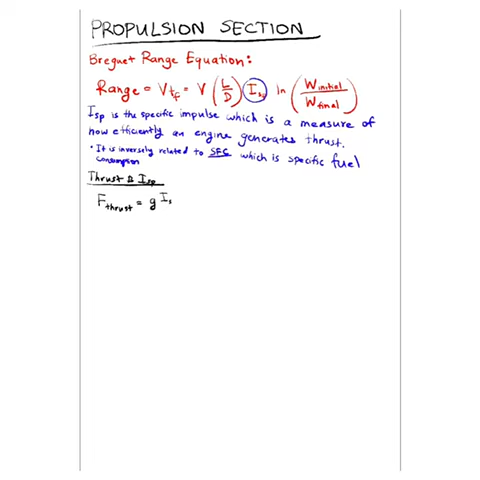 PROPULSION SECTION
Breguet Range Equation:
Range = Vt_f = V (L/D) I_sp ln (W_initial / W_final)
I_sp is the specific impulse which is a measure of
how efficiently an engine generates thrust.
• It is inversely related to SFC which is specific fuel
consumption
Thrust & I_sp
F_thrust = g I_s